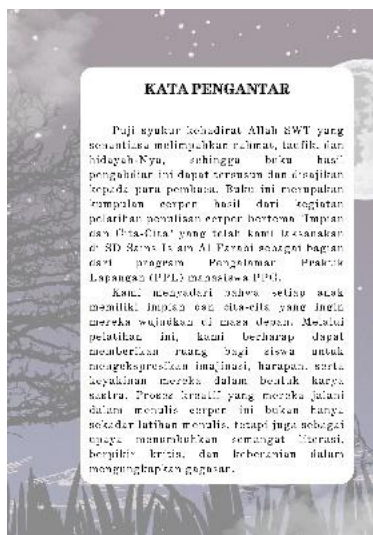 KATA PENGANTAR
Puji syukur kehadirat Allah SWT yang
senantiasa melimpahkan rahmat, taufik, dan
hidayah-Nya, sehingga buku hasil
pengabdian ini dapat tersusun dan disajikan
kepada para pembaca. Buku ini merupakan
kumpulan cerpen hasil dari kegiatan
pelatihan penulisan cerpen bertema "Impian
dan Cita-Cita" yang telah kami laksanakan
di SD Sains Islam Al Farabi sebagai bagian
dari program Pengalaman Praktik
Lapangan (PPL) mahasiswa PPG.
Kami menyadari bahwa setiap anak
memiliki impian dan cita-cita yang ingin
mereka wujudkan di masa depan. Melalui
pelatihan ini, kami berharap dapat
memberikan ruang bagi siswa untuk
mengekspresikan imajinasi, harapan, serta
keyakinan mereka dalam bentuk karya
sastra. Proses kreatif yang mereka jalani
dalam menulis cerpen ini bukan hanya
sekadar latihan menulis, tetapi juga sebagai
upaya menumbuhkan semangat literasi,
berpikir kritis, dan keberanian dalam
mengungkapkan gagasan.